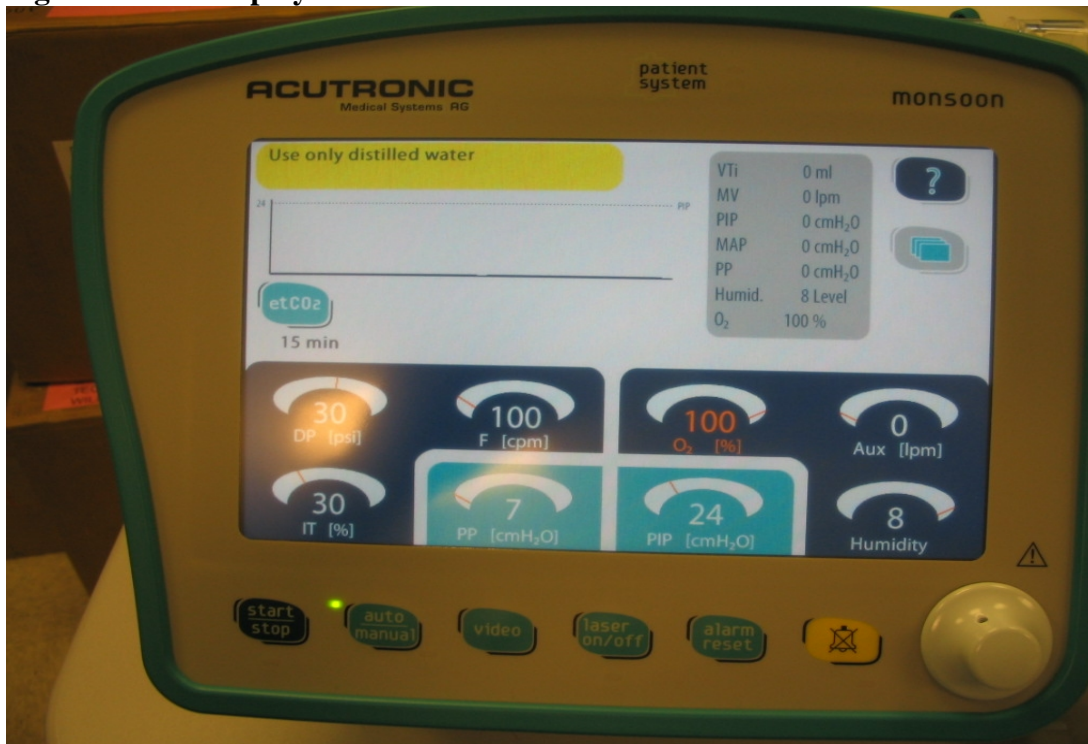 ACUTRONIC
Medical Systems AG
patient
system
monsoon
Use only distilled water
24
PIP
VTi 0 ml
MV 0 lpm
PIP 0 cmH₂O
MAP 0 cmH₂O
PP 0 cmH₂O
Humid. 8 Level
O₂ 100 %
?
etCO₂
15 min
30
DP [psi]
100
F [cpm]
100
O₂ [%]
0
Aux [lpm]
30
IT [%]
7
PP [cmH₂O]
24
PIP [cmH₂O]
8
Humidity
start
stop
auto
manual
video
laser
on/off
alarm
reset